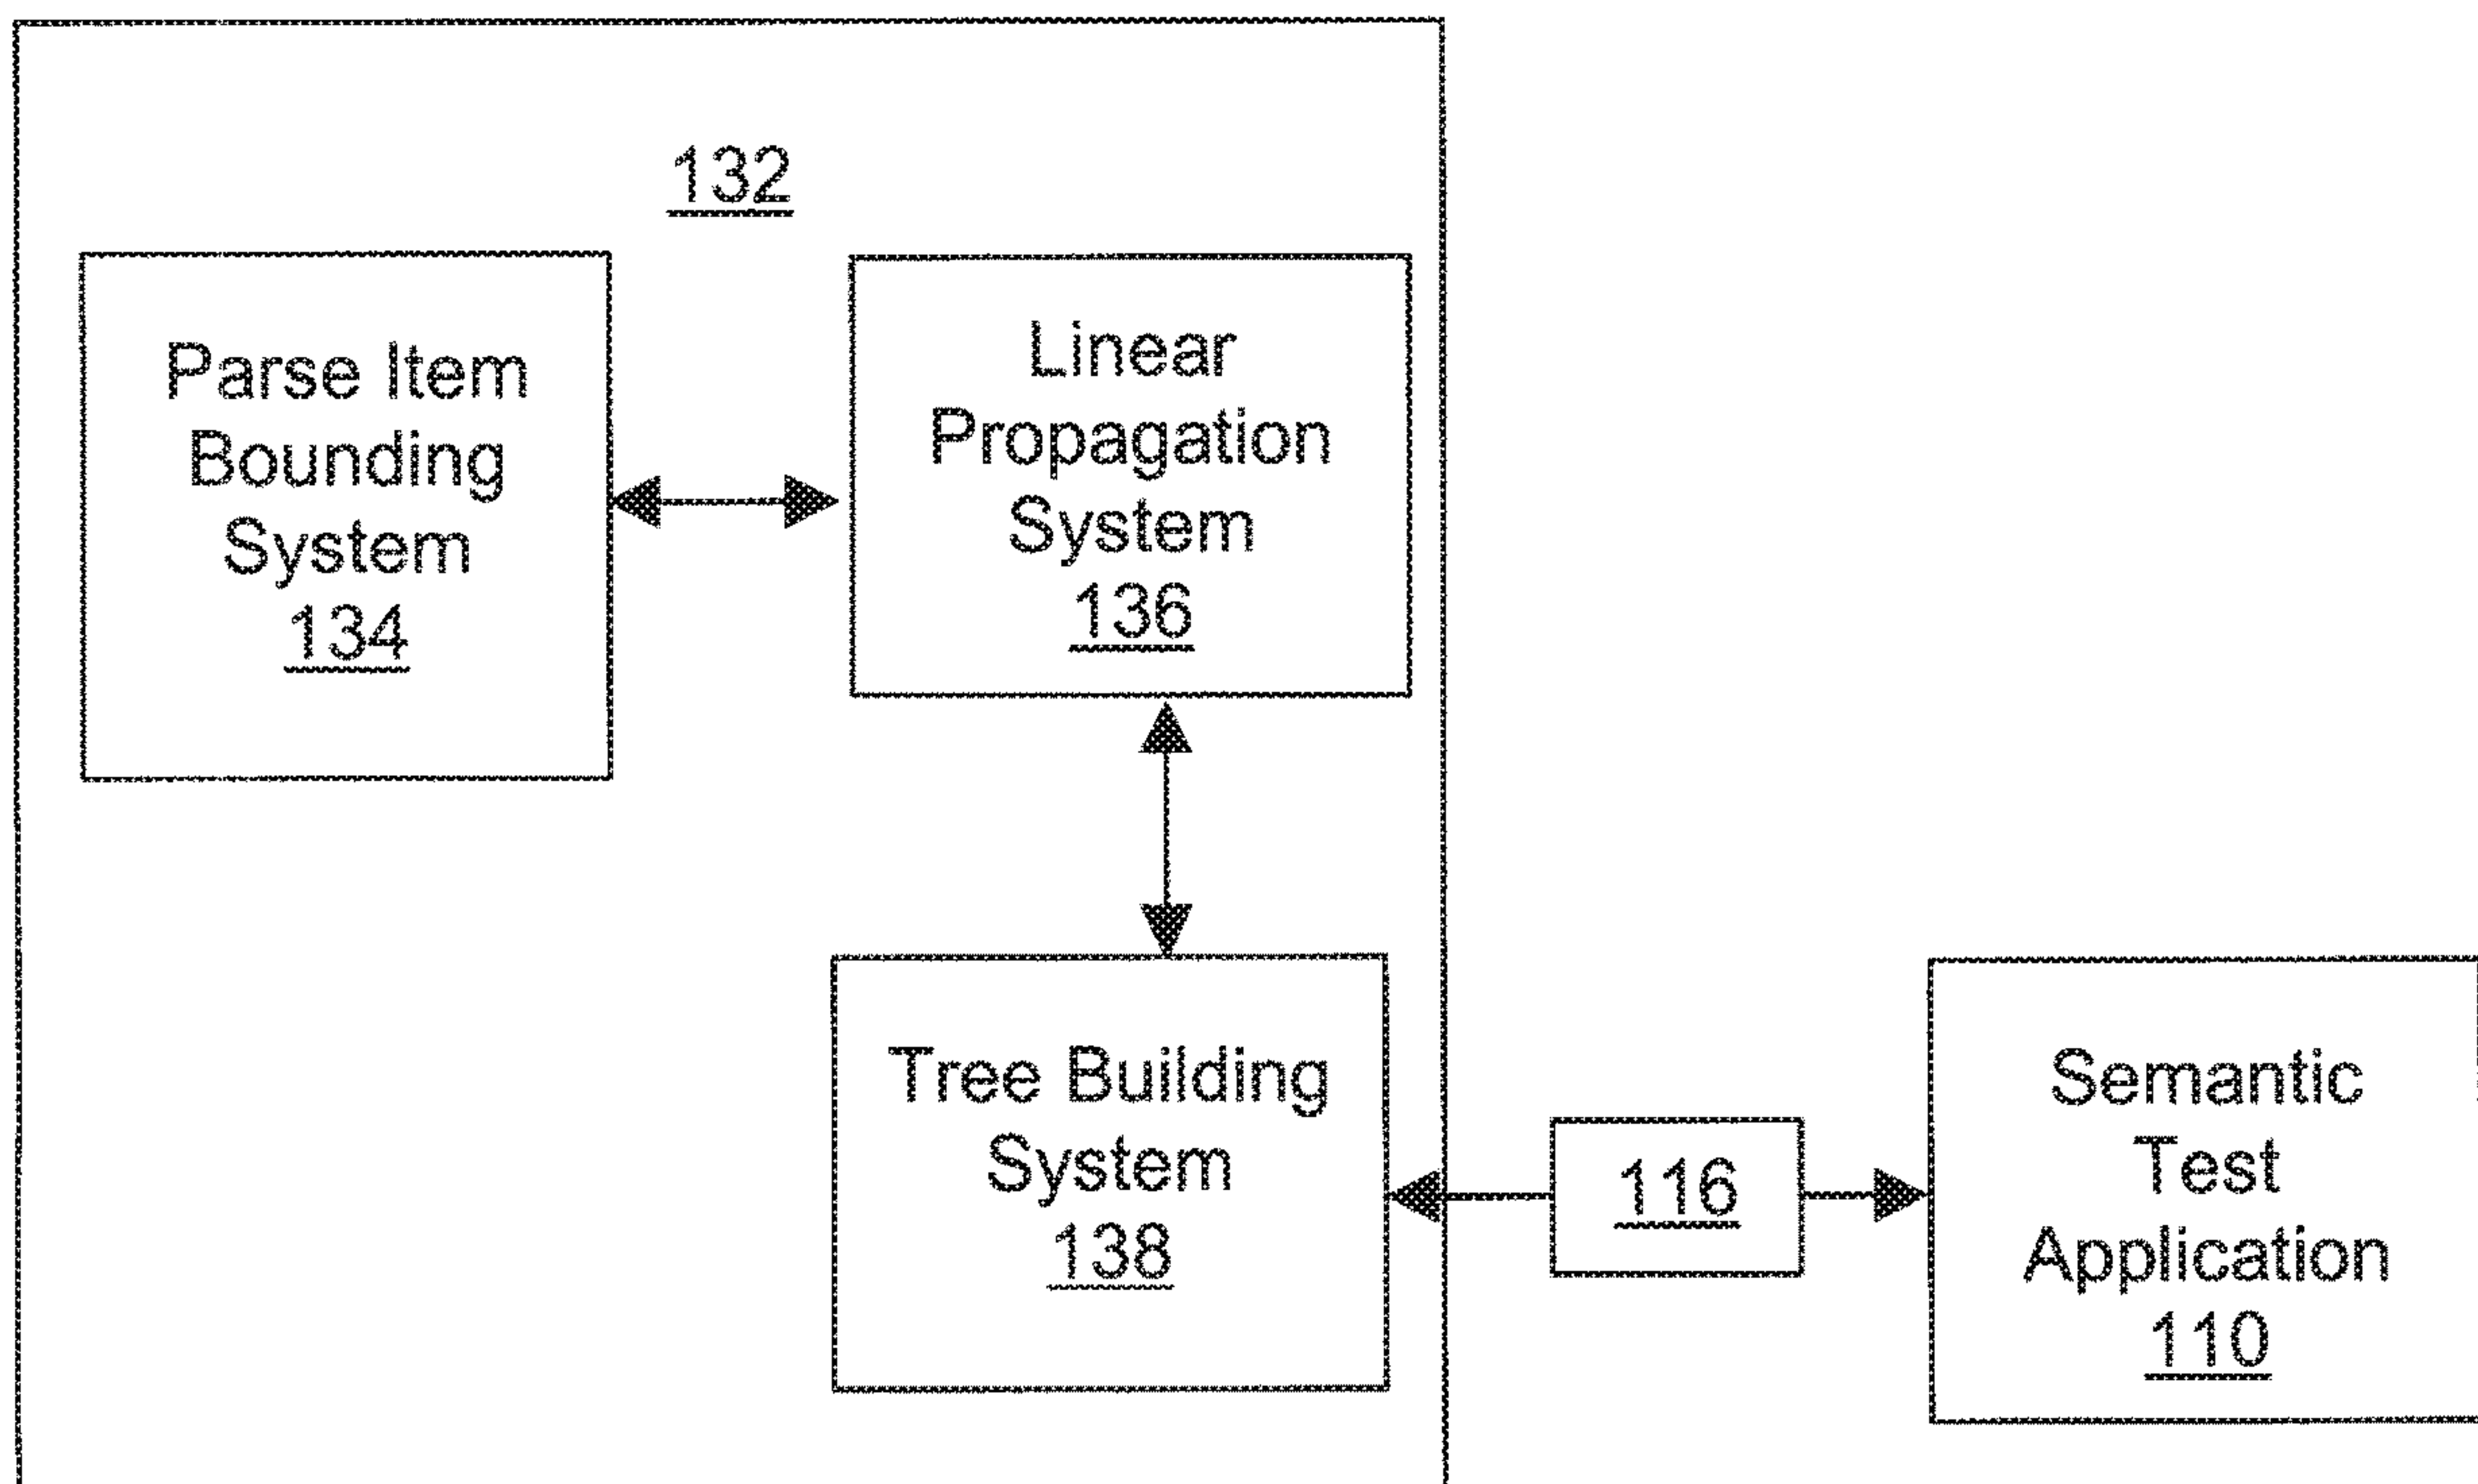 132
Parse Item
Bounding
System
134
Linear
Propagation
System
136
Tree Building
System
138
116
Semantic
Test
Application
110